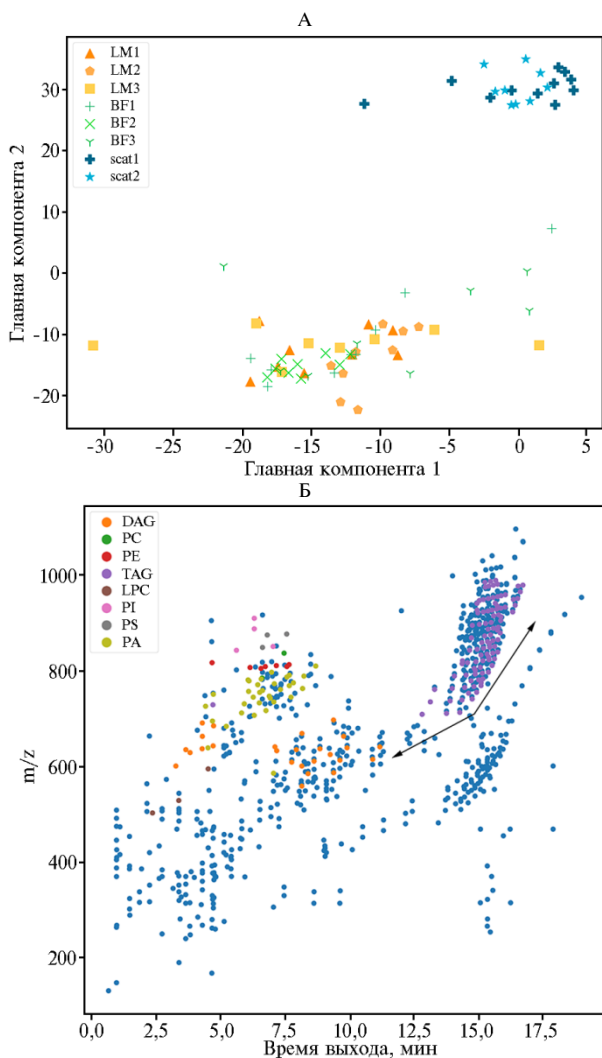 А
LM1
LM2
LM3
BF1
BF2
BF3
scat1
scat2
30
20
10
0
-10
-20
Главная компонента 2
-30 -25 -20 -15 -10 -5 0 5
Главная компонента 1
Б
DAG
PC
PE
TAG
LPC
PI
PS
PA
1000
800
600
400
200
m/z
0,0 2,5 5,0 7,5 10,0 12,5 15,0 17,5
Время выхода, мин